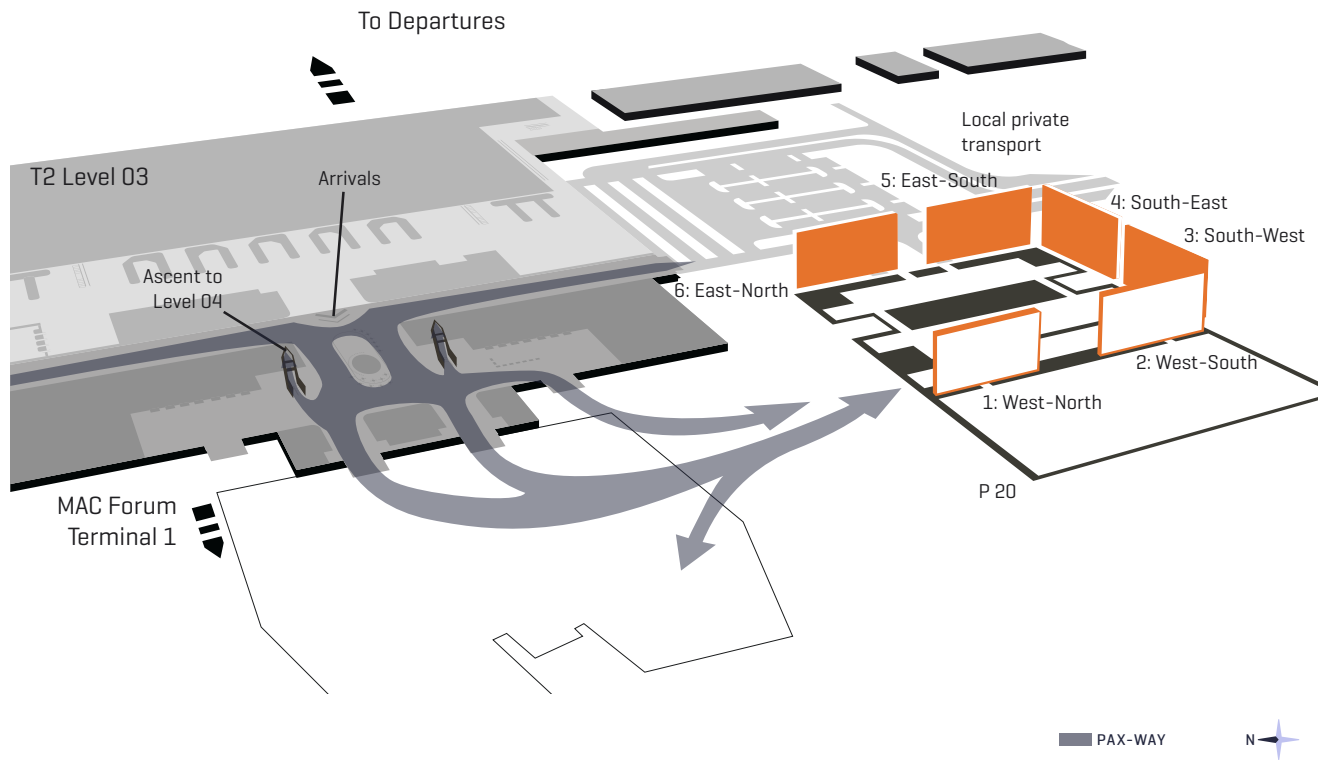 To Departures
Local private
transport
T2 Level 03
Arrivals
5: East-South
4: South-East
3: South-West
Ascent to
Level 04
6: East-North
2: West-South
1: West-North
P 20
MAC Forum
Terminal 1
PAX-WAY
N